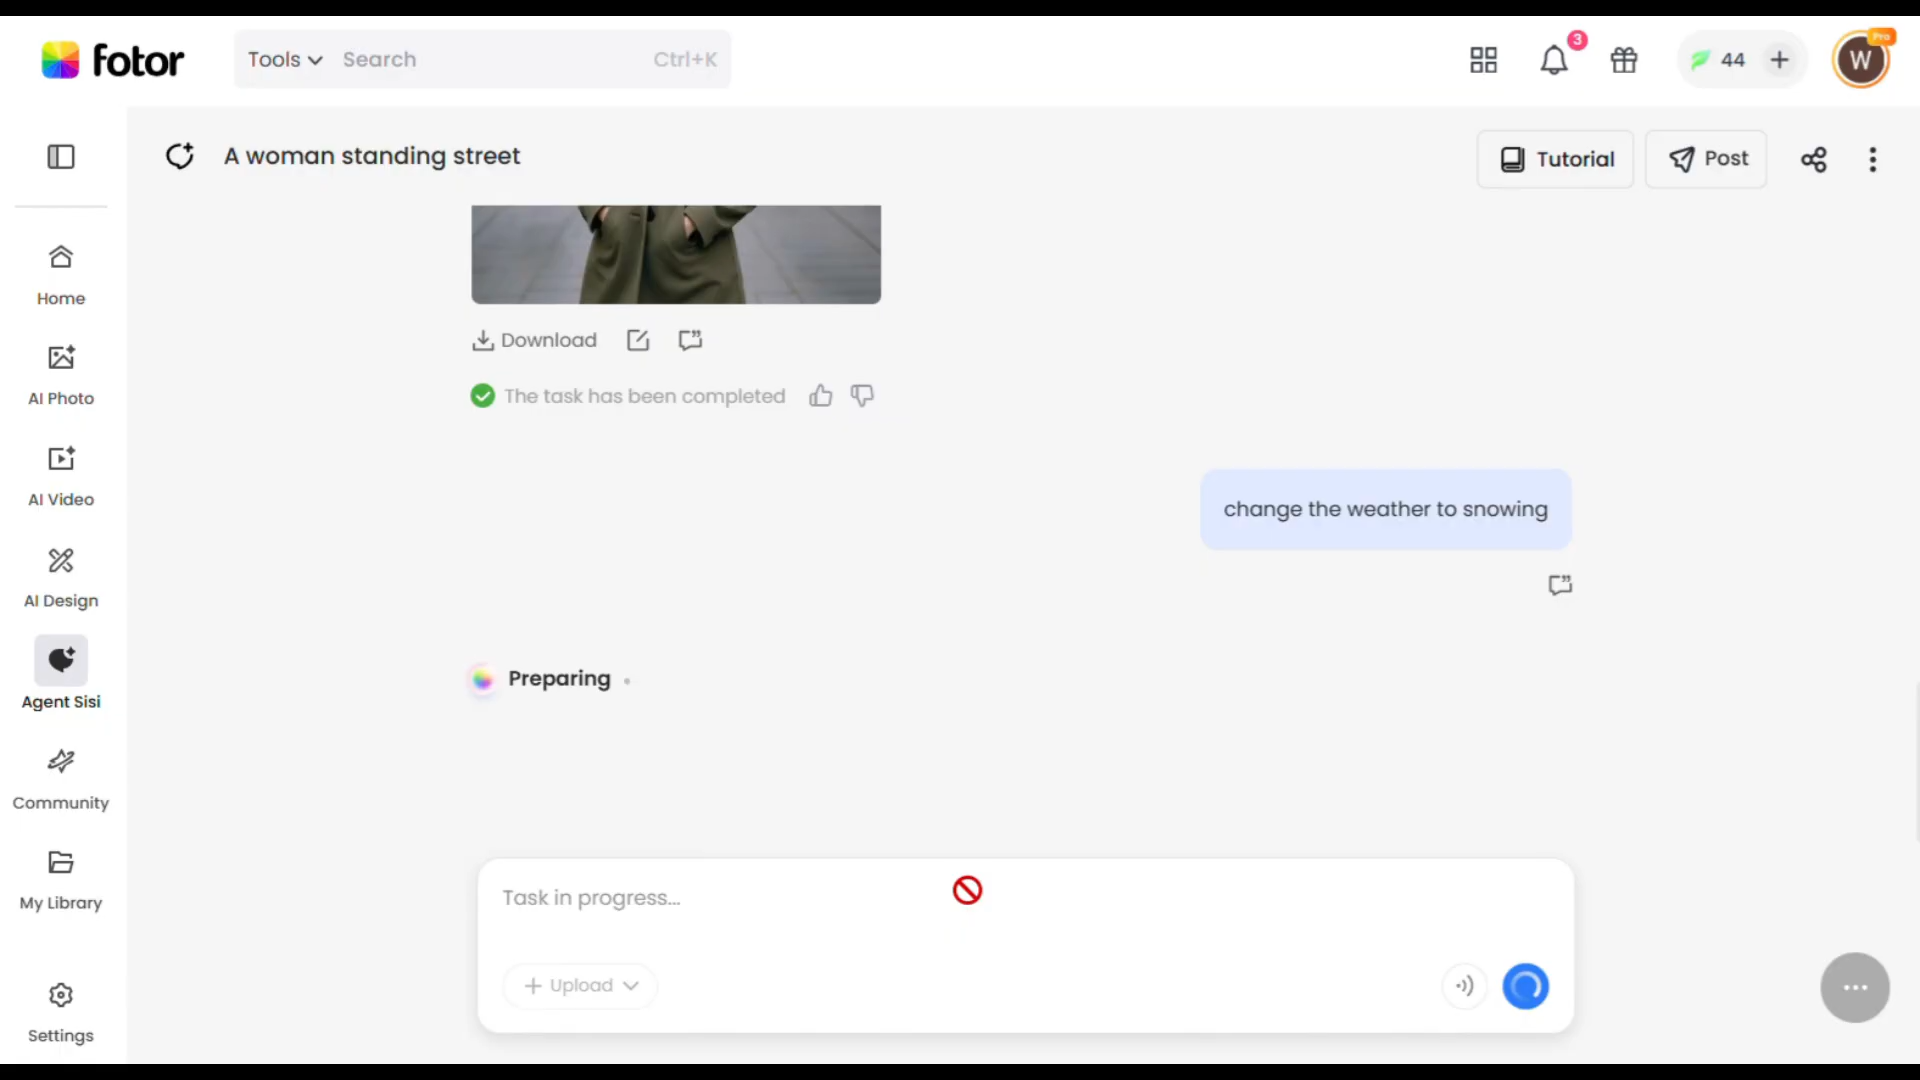 fotor
Tools
Search
Ctrl+K
3
44
Pro
W
A woman standing street
Tutorial
Post
Home
AI Photo
AI Video
AI Design
Agent Sisi
Community
My Library
Settings
Download
The task has been completed
change the weather to snowing
Preparing
Task in progress...
Upload